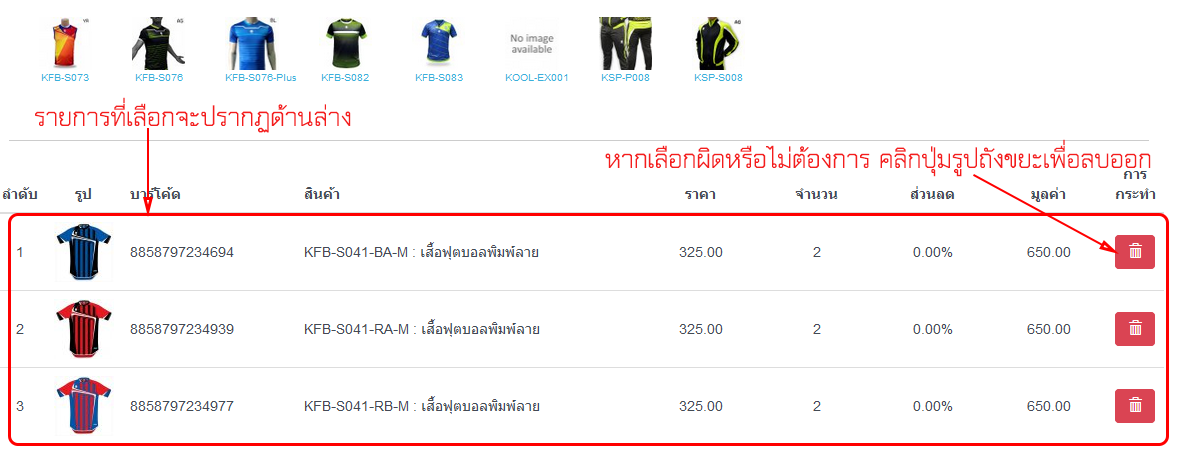 YR AG BL AG
No image
available
KFB-S073 KFB-S076 KFB-S076-Plus KFB-S082 KFB-S083 KOOL-EX001 KSP-P008 KSP-S008
รายการที่เลือกจะปรากฏด้านล่าง
หากเลือกผิดหรือไม่ต้องการ คลิกปุ่มรูปถังขยะเพื่อลบออก
ลำดับ รูป บาร์โค้ด สินค้า ราคา จำนวน ส่วนลด มูลค่า การ
กระทำ
1 8858797234694 KFB-S041-BA-M : เสื้อฟุตบอลพิมพ์ลาย 325.00 2 0.00% 650.00
2 8858797234939 KFB-S041-RA-M : เสื้อฟุตบอลพิมพ์ลาย 325.00 2 0.00% 650.00
3 8858797234977 KFB-S041-RB-M : เสื้อฟุตบอลพิมพ์ลาย 325.00 2 0.00% 650.00